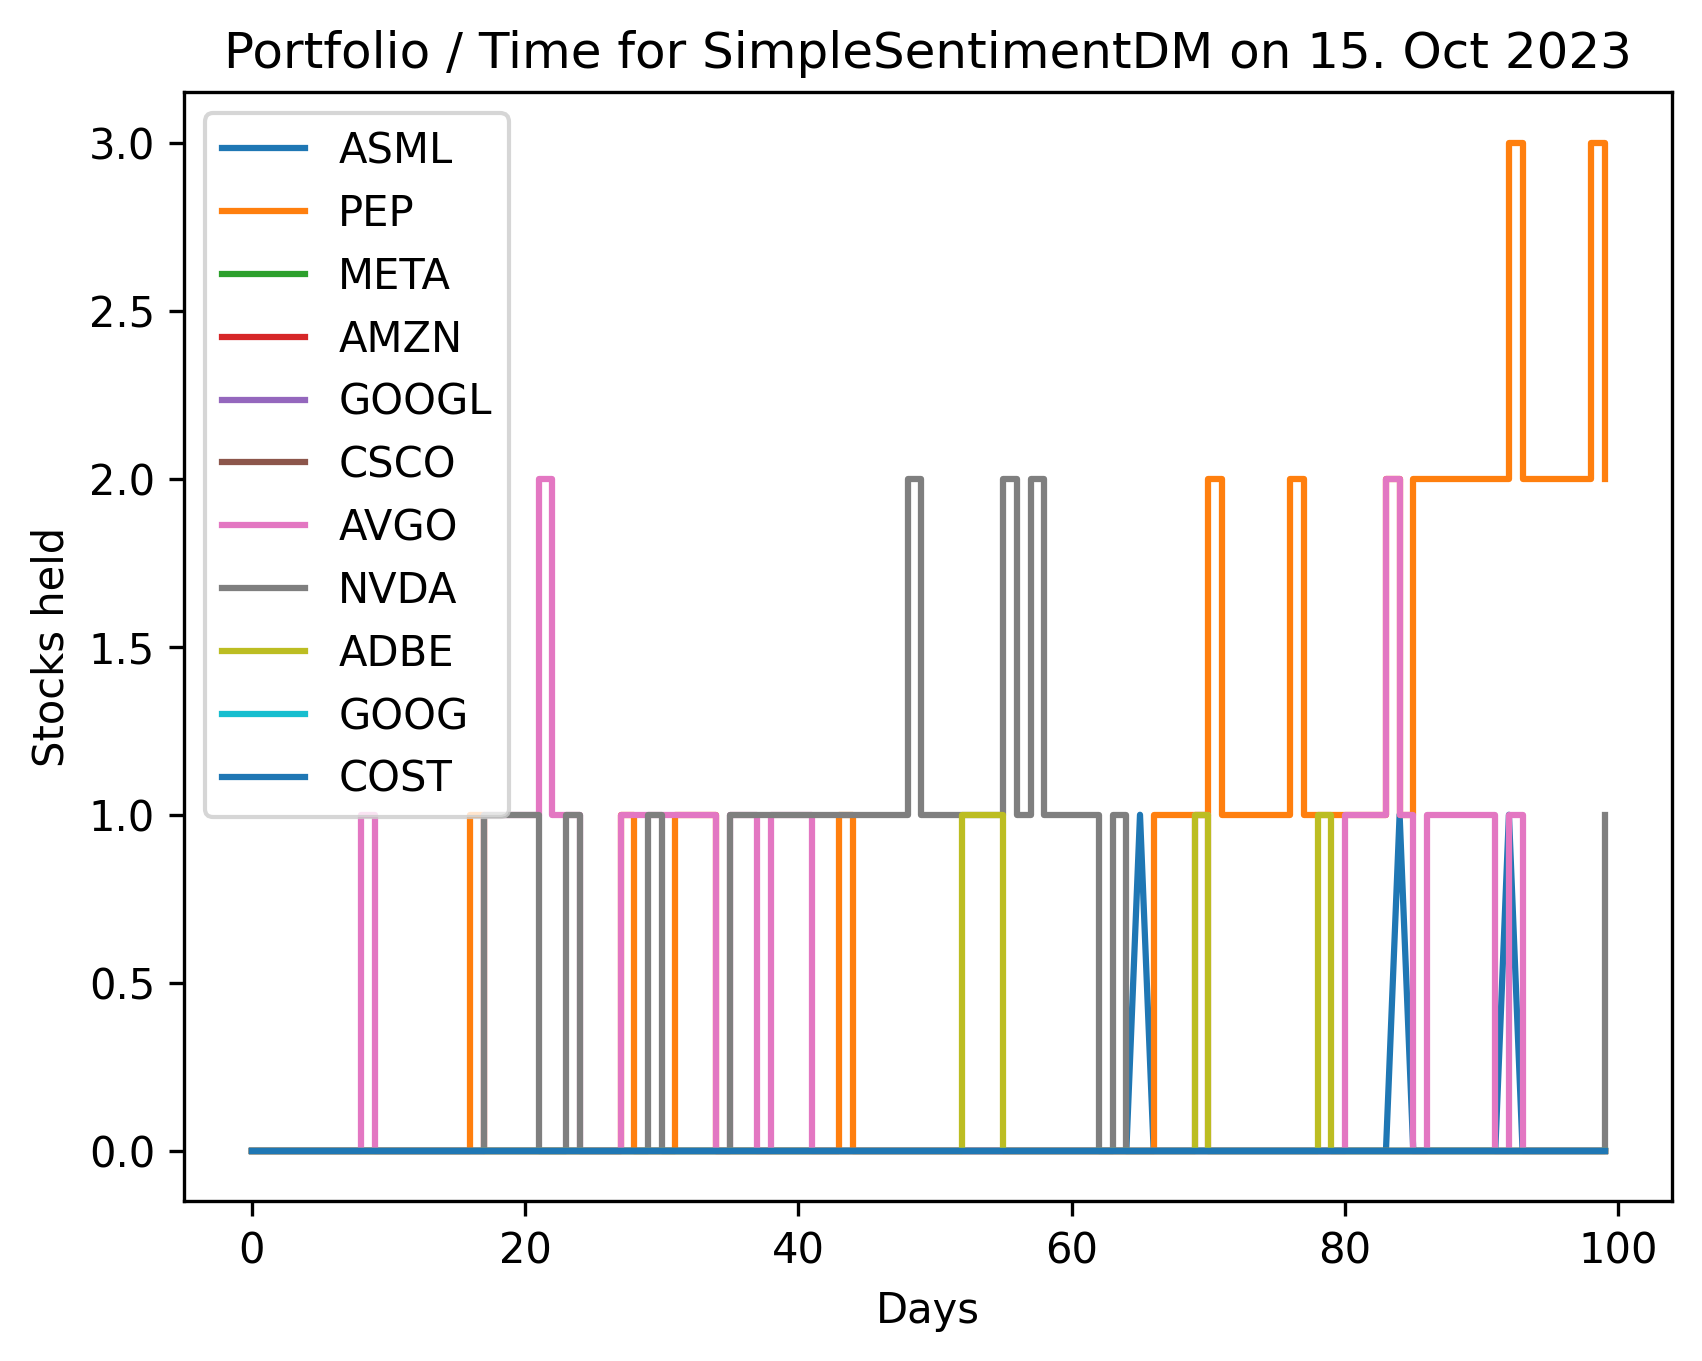 Portfolio / Time for SimpleSentimentDM on 15. Oct 2023
3.0
2.5
2.0
1.5
1.0
0.5
0.0
Stocks held
ASML
PEP
META
AMZN
GOOGL
CSCO
AVGO
NVDA
ADBE
GOOG
COST
0 20 40 60 80 100
Days